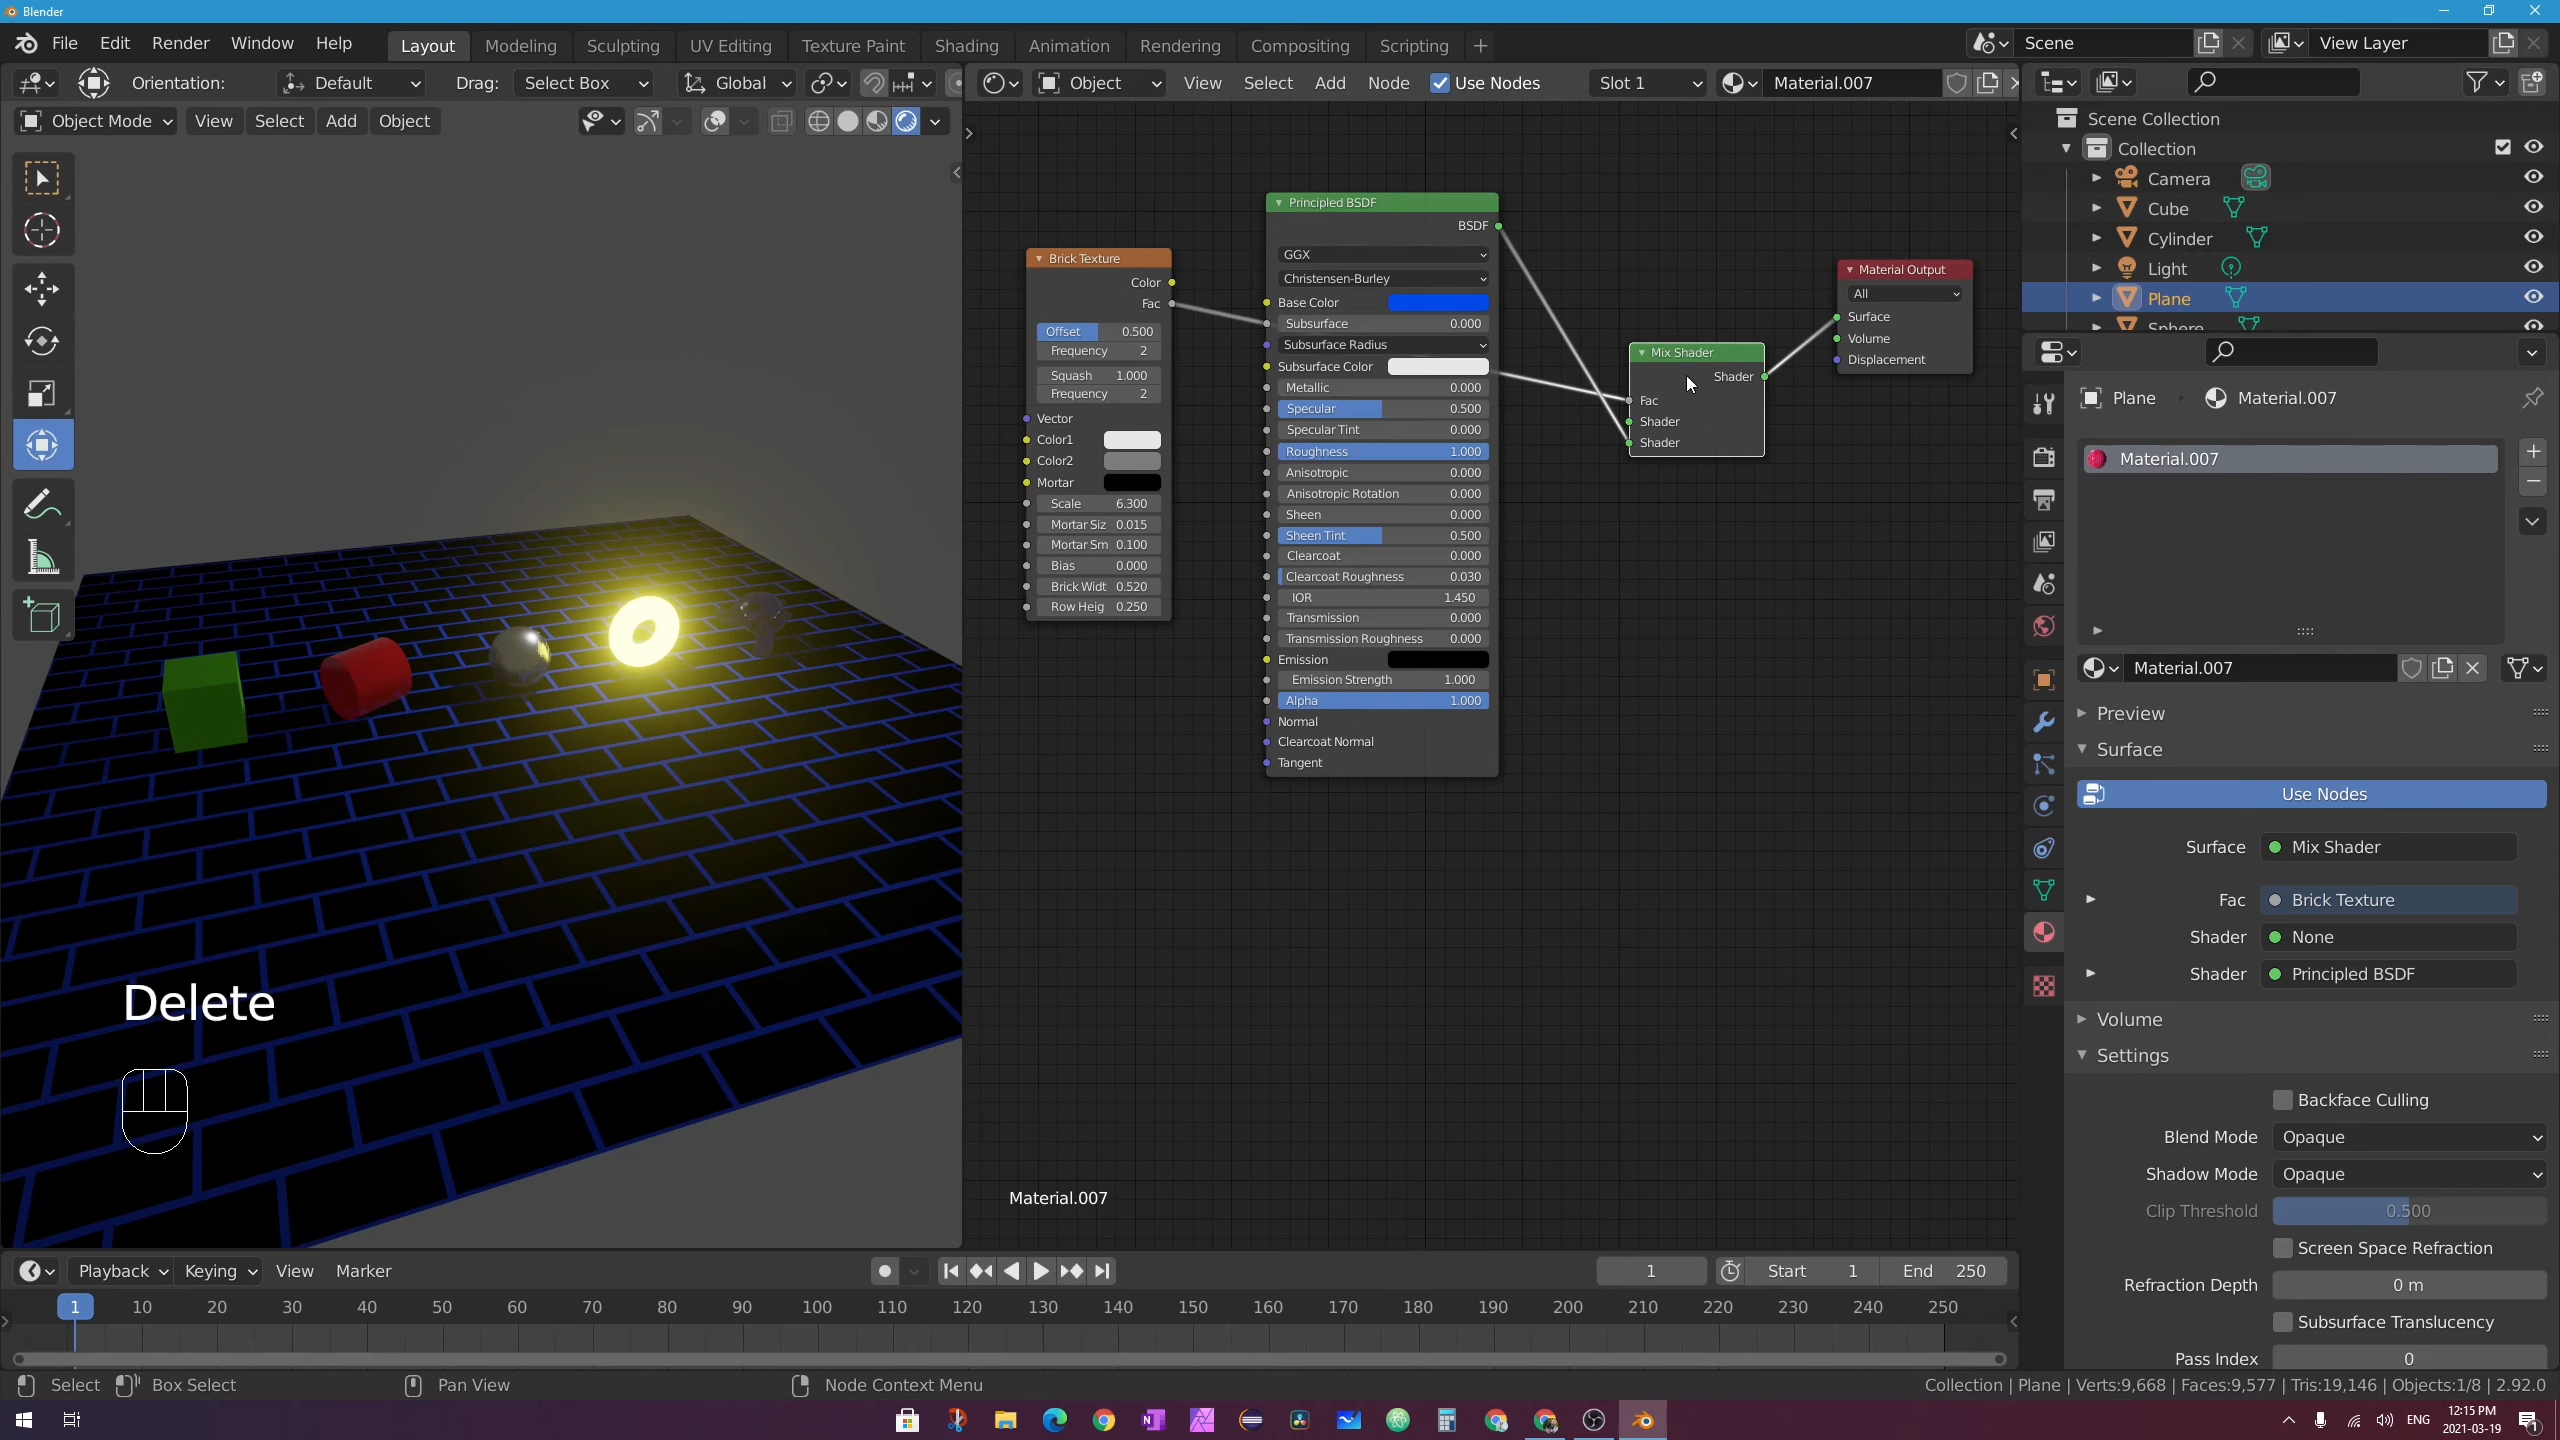 Blender
File Edit Render Window Help Layout Modeling Sculpting UV Editing Texture Paint Shading Animation Rendering Compositing Scripting + Scene View Layer
Orientation: Default Drag: Select Box Global Object View Select Add Node Use Nodes Slot 1 Material.007
Object Mode View Select Add Object
Scene Collection
Collection
Camera
Cube
Cylinder
Light
Plane
Sphere
Brick Texture
Color
Fac
Offset 0.500
Frequency 2
Squash 1.000
Frequency 2
Vector
Color1
Color2
Mortar
Scale 6.300
Mortar Siz 0.015
Mortar Sm 0.100
Bias 0.000
Brick Widt 0.520
Row Heig 0.250
Principled BSDF
BSDF
GGX
Christensen-Burley
Base Color
Subsurface 0.000
Subsurface Radius
Subsurface Color
Metallic 0.000
Specular 0.500
Specular Tint 0.000
Roughness 1.000
Anisotropic 0.000
Anisotropic Rotation 0.000
Sheen 0.000
Sheen Tint 0.500
Clearcoat 0.000
Clearcoat Roughness 0.030
IOR 1.450
Transmission 0.000
Transmission Roughness 0.000
Emission
Emission Strength 1.000
Alpha 1.000
Normal
Clearcoat Normal
Tangent
Mix Shader
Shader
Fac
Shader
Shader
Material Output
All
Surface
Volume
Displacement
Plane Material.007
Material.007
Material.007
Preview
Surface
Use Nodes
Surface Mix Shader
Fac Brick Texture
Shader None
Shader Principled BSDF
Volume
Settings
Backface Culling
Blend Mode Opaque
Shadow Mode Opaque
Clip Threshold 0.500
Screen Space Refraction
Refraction Depth 0 m
Subsurface Translucency
Pass Index 0
Delete
Material.007
Playback Keying View Marker 1 Start 1 End 250
1 10 20 30 40 50 60 70 80 90 100 110 120 130 140 150 160 170 180 190 200 210 220 230 240 250
Select Box Select Pan View Node Context Menu Collection | Plane | Verts:9,668 | Faces:9,577 | Tris:19,146 | Objects:1/8 | 2.92.0
ENG 12:15 PM
2021-03-19
1